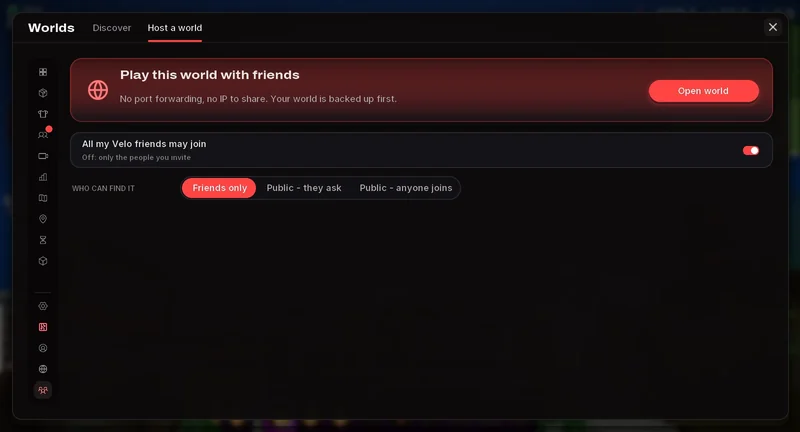 Worlds
Discover
Host a world
Play this world with friends
No port forwarding, no IP to share. Your world is backed up first.
Open world
All my Velo friends may join
Off: only the people you invite
WHO CAN FIND IT
Friends only
Public - they ask
Public - anyone joins